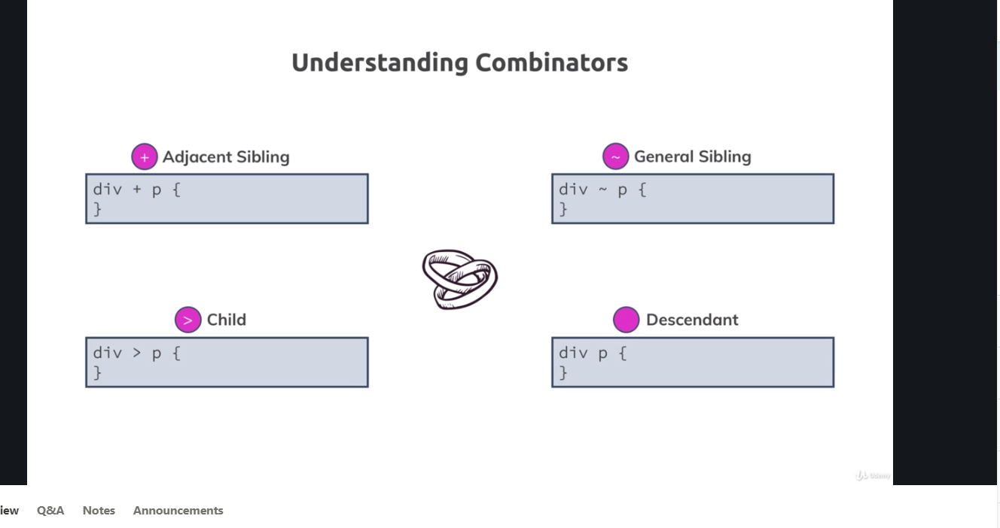 Understanding Combinators
+ Adjacent Sibling
div + p {
}
~ General Sibling
div ~ p {
}
> Child
div > p {
}
Descendant
div p {
}
Udemy
iew Q&A Notes Announcements